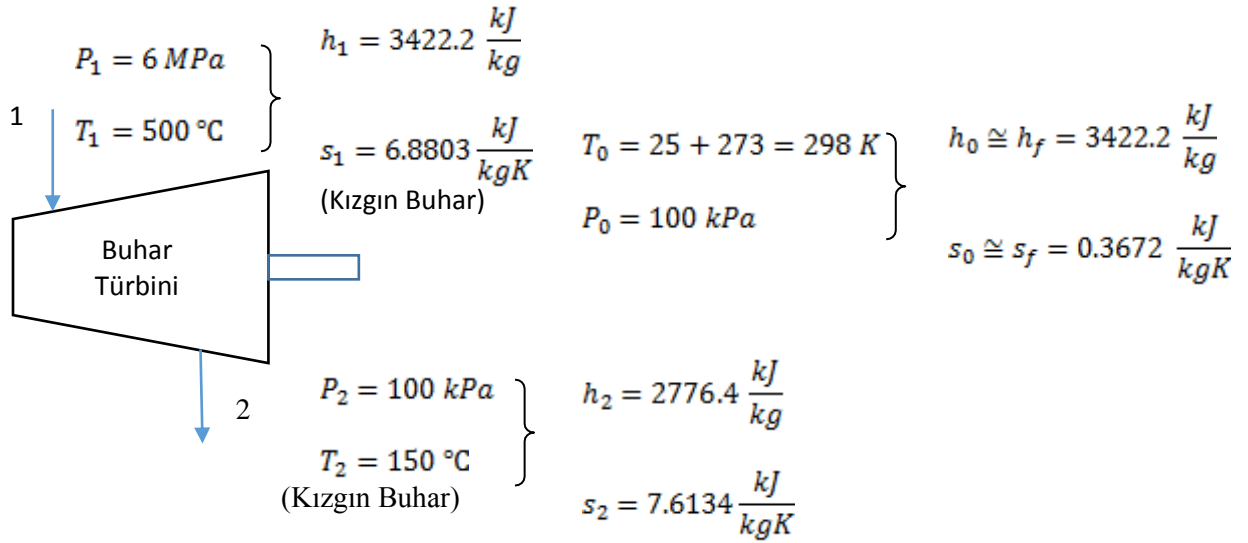 1
P₁ = 6 MPa
T₁ = 500 °C
h₁ = 3422.2 kJ/kg
s₁ = 6.8803 kJ/kgK
(Kızgın Buhar)
T₀ = 25 + 273 = 298 K
P₀ = 100 kPa
h₀ ≅ h_f = 3422.2 kJ/kg
s₀ ≅ s_f = 0.3672 kJ/kgK
Buhar
Türbini
2
P₂ = 100 kPa
T₂ = 150 °C
(Kızgın Buhar)
h₂ = 2776.4 kJ/kg
s₂ = 7.6134 kJ/kgK